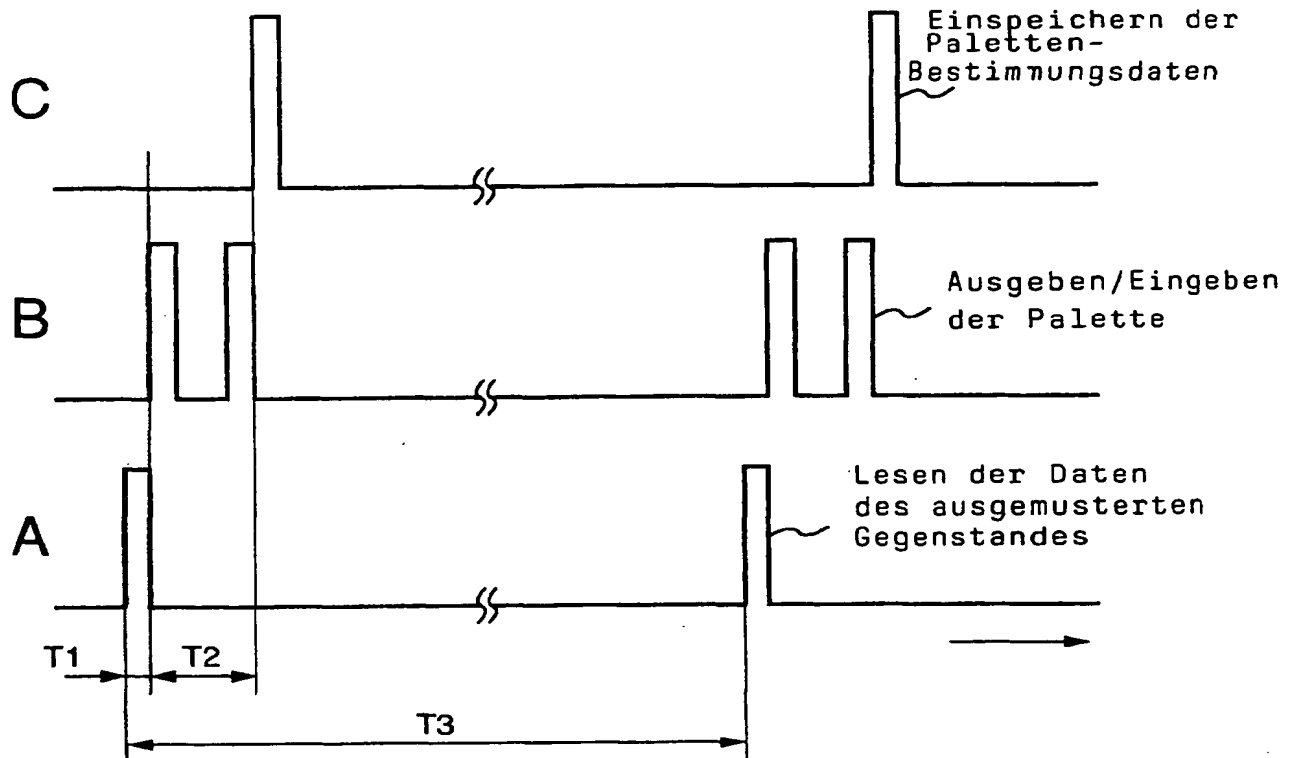 C
Einspeichern der
Paletten-
Bestimmungsdaten
B
Ausgeben/Eingeben
der Palette
A
Lesen der Daten
des ausgemusterten
Gegenstandes
T1
T2
T3